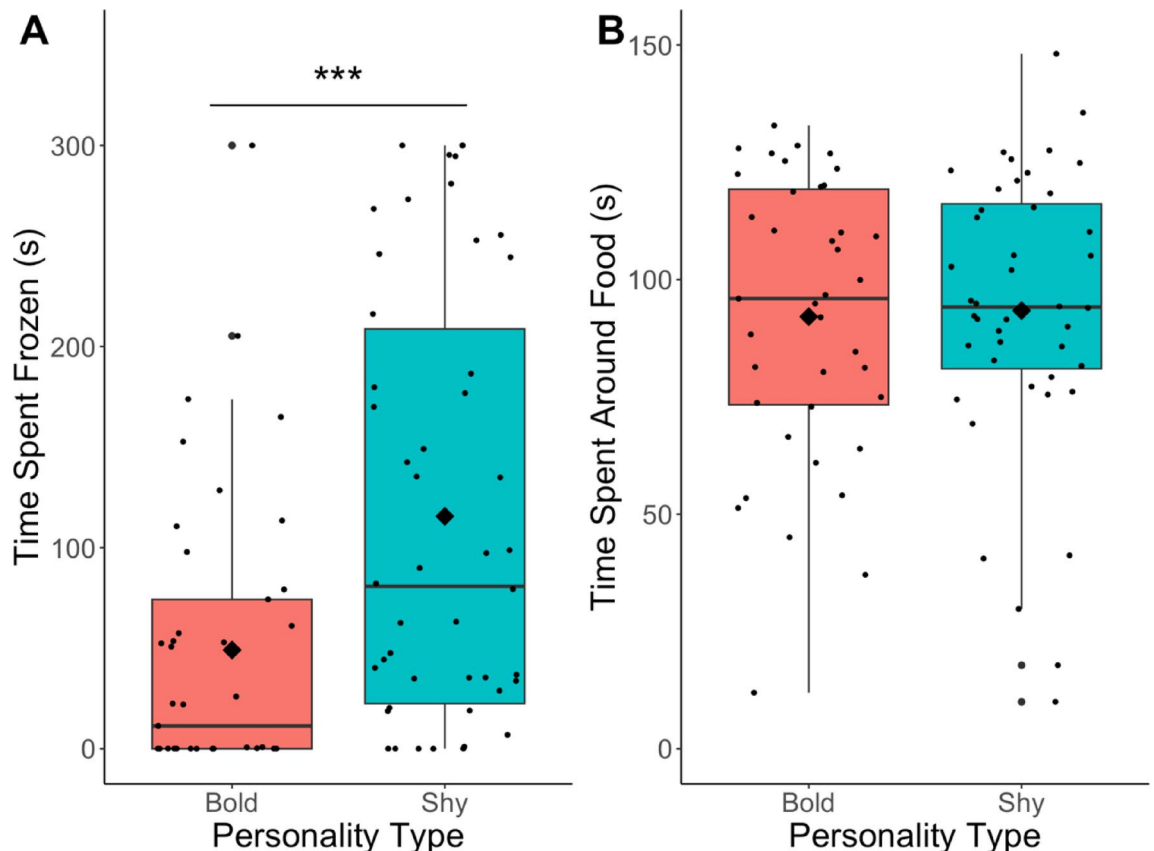 A
***
Time Spent Frozen (s)
300
200
100
0
Bold
Shy
Personality Type
B
Time Spent Around Food (s)
150
100
50
0
Bold
Shy
Personality Type